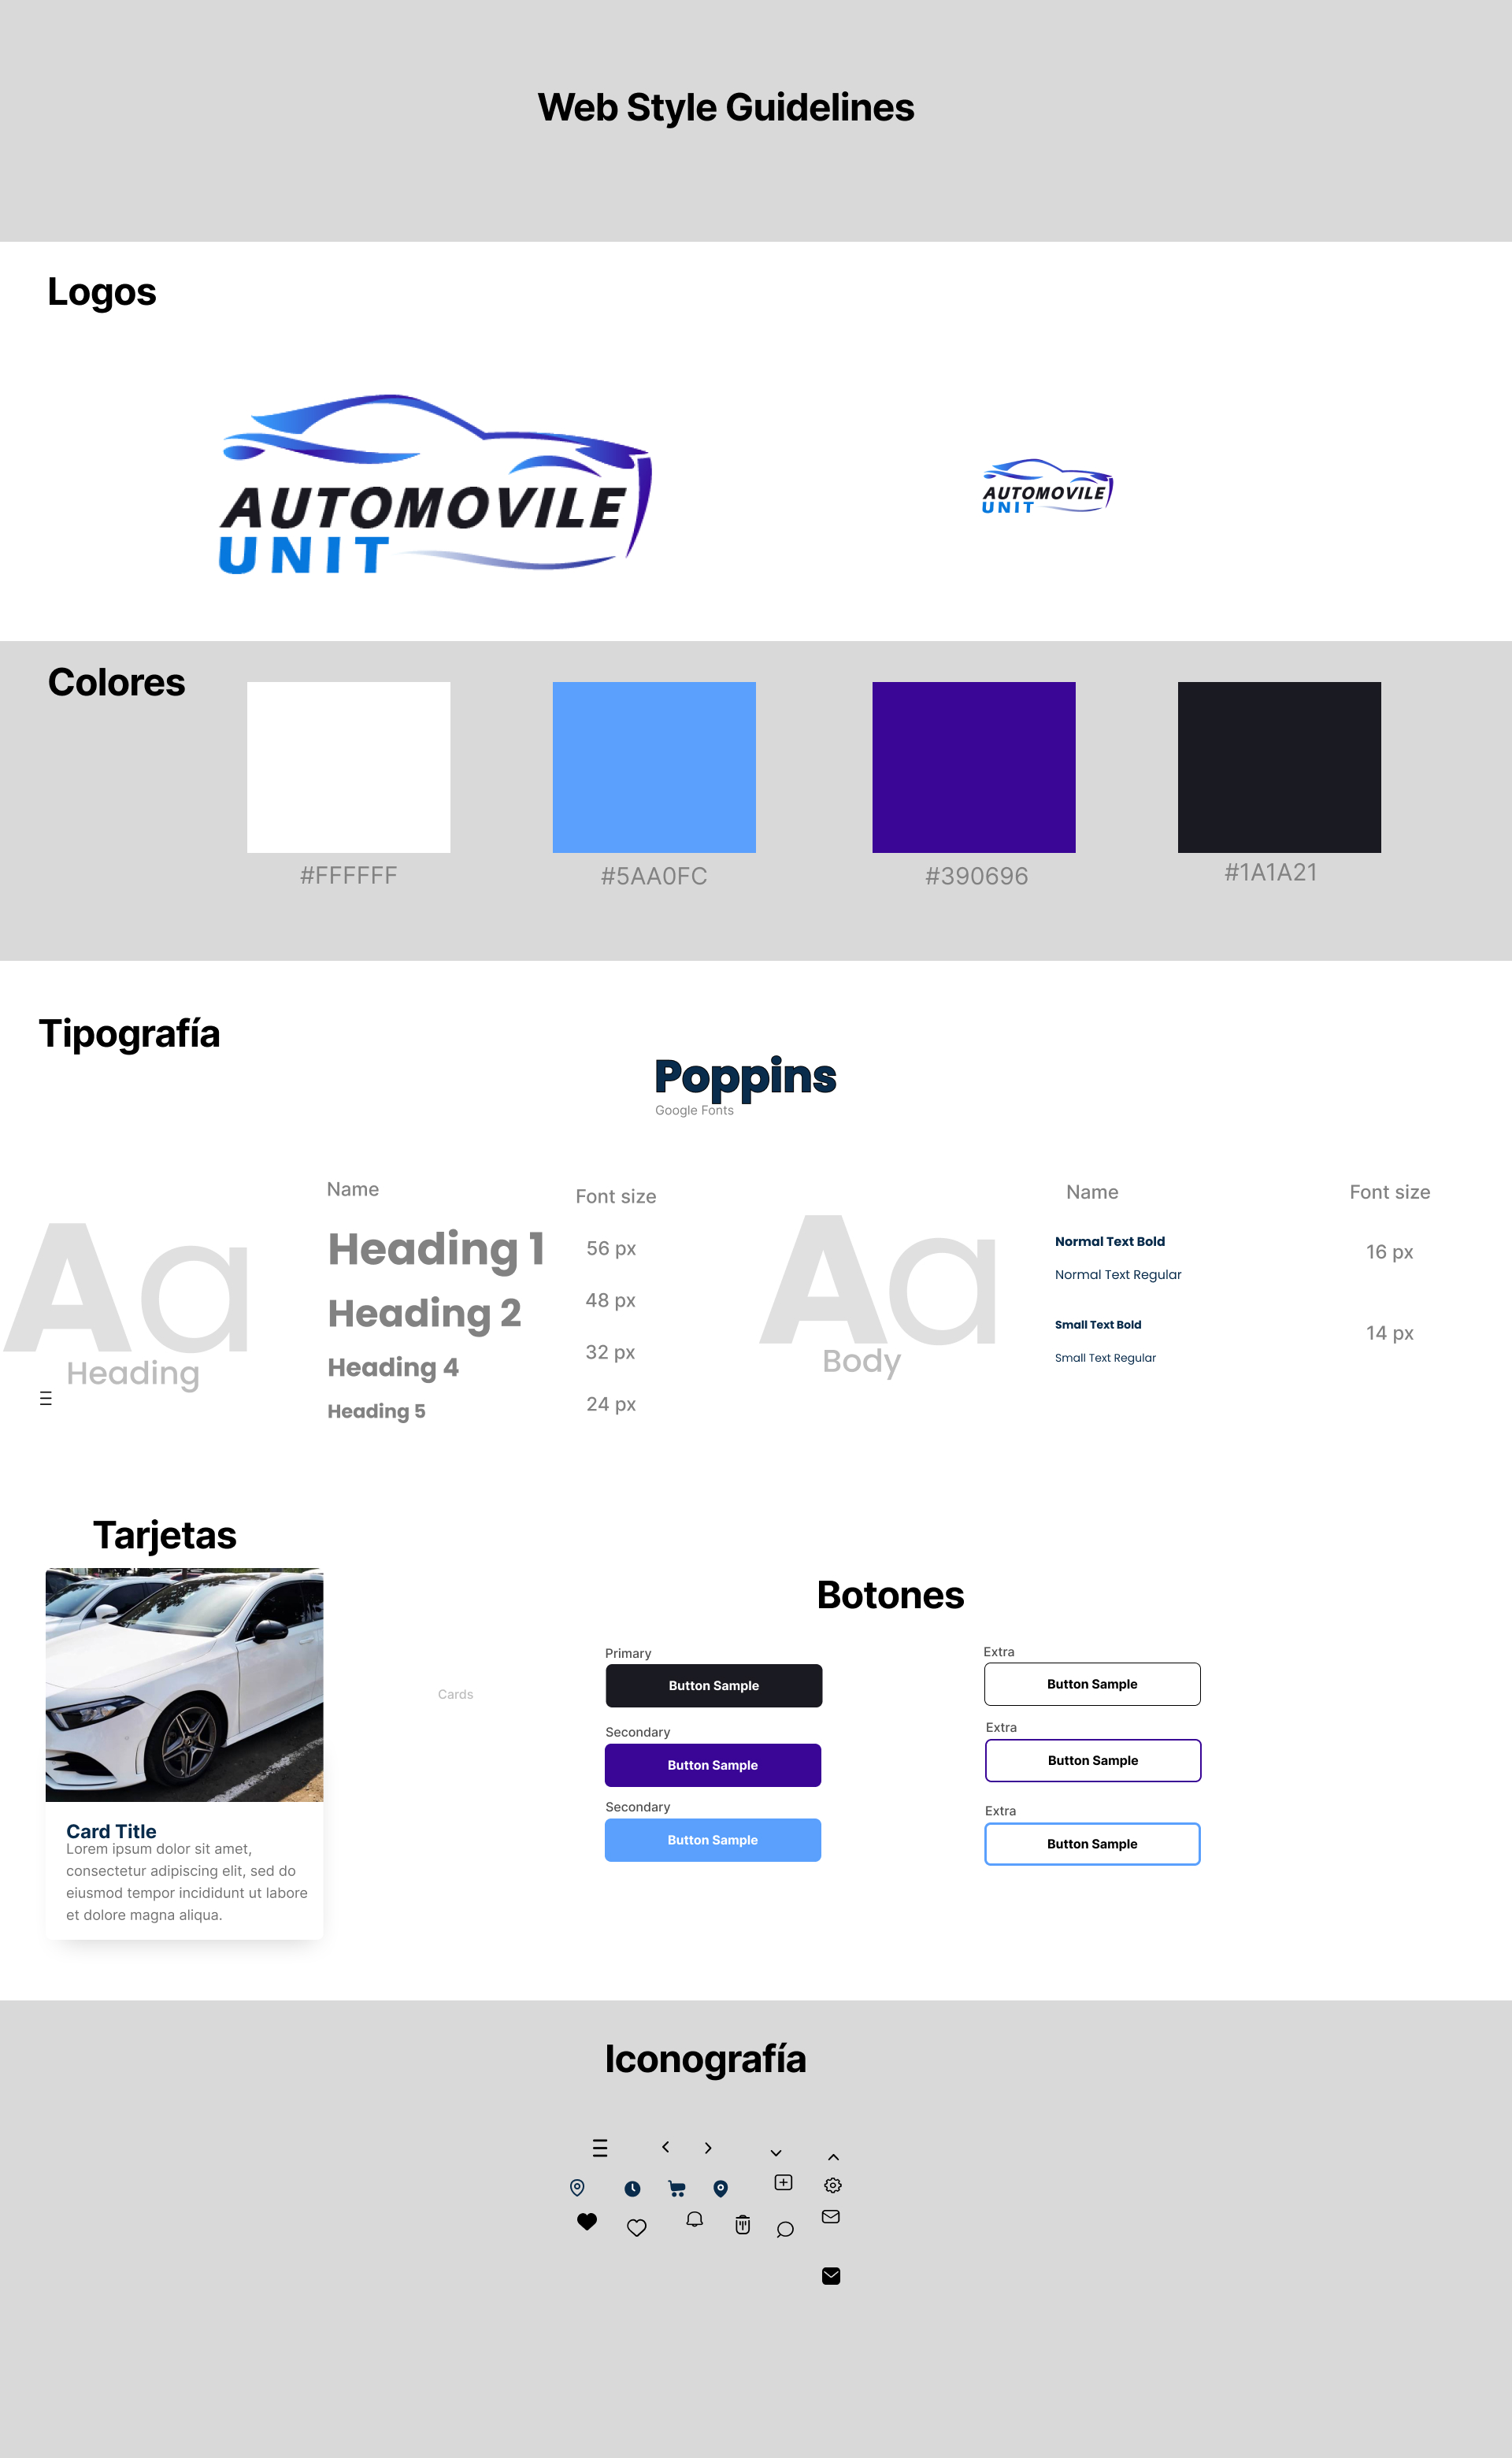 Web Style Guidelines
Logos
AUTOMOVILE
UNIT
AUTOMOVILE
UNIT
Colores
#FFFFFF
#5AA0FC
#390696
#1A1A21
Tipografía
Poppins
Google Fonts
Aa
Heading
Name
Font size
Heading 1
56 px
Heading 2
48 px
Heading 4
32 px
Heading 5
24 px
Aa
Body
Name
Font size
Normal Text Bold
16 px
Normal Text Regular
Small Text Bold
14 px
Small Text Regular
Tarjetas
Card Title
Lorem ipsum dolor sit amet,
consectetur adipiscing elit, sed do
eiusmod tempor incididunt ut labore
et dolore magna aliqua.
Cards
Botones
Primary
Button Sample
Secondary
Button Sample
Secondary
Button Sample
Extra
Button Sample
Extra
Button Sample
Extra
Button Sample
Iconografía